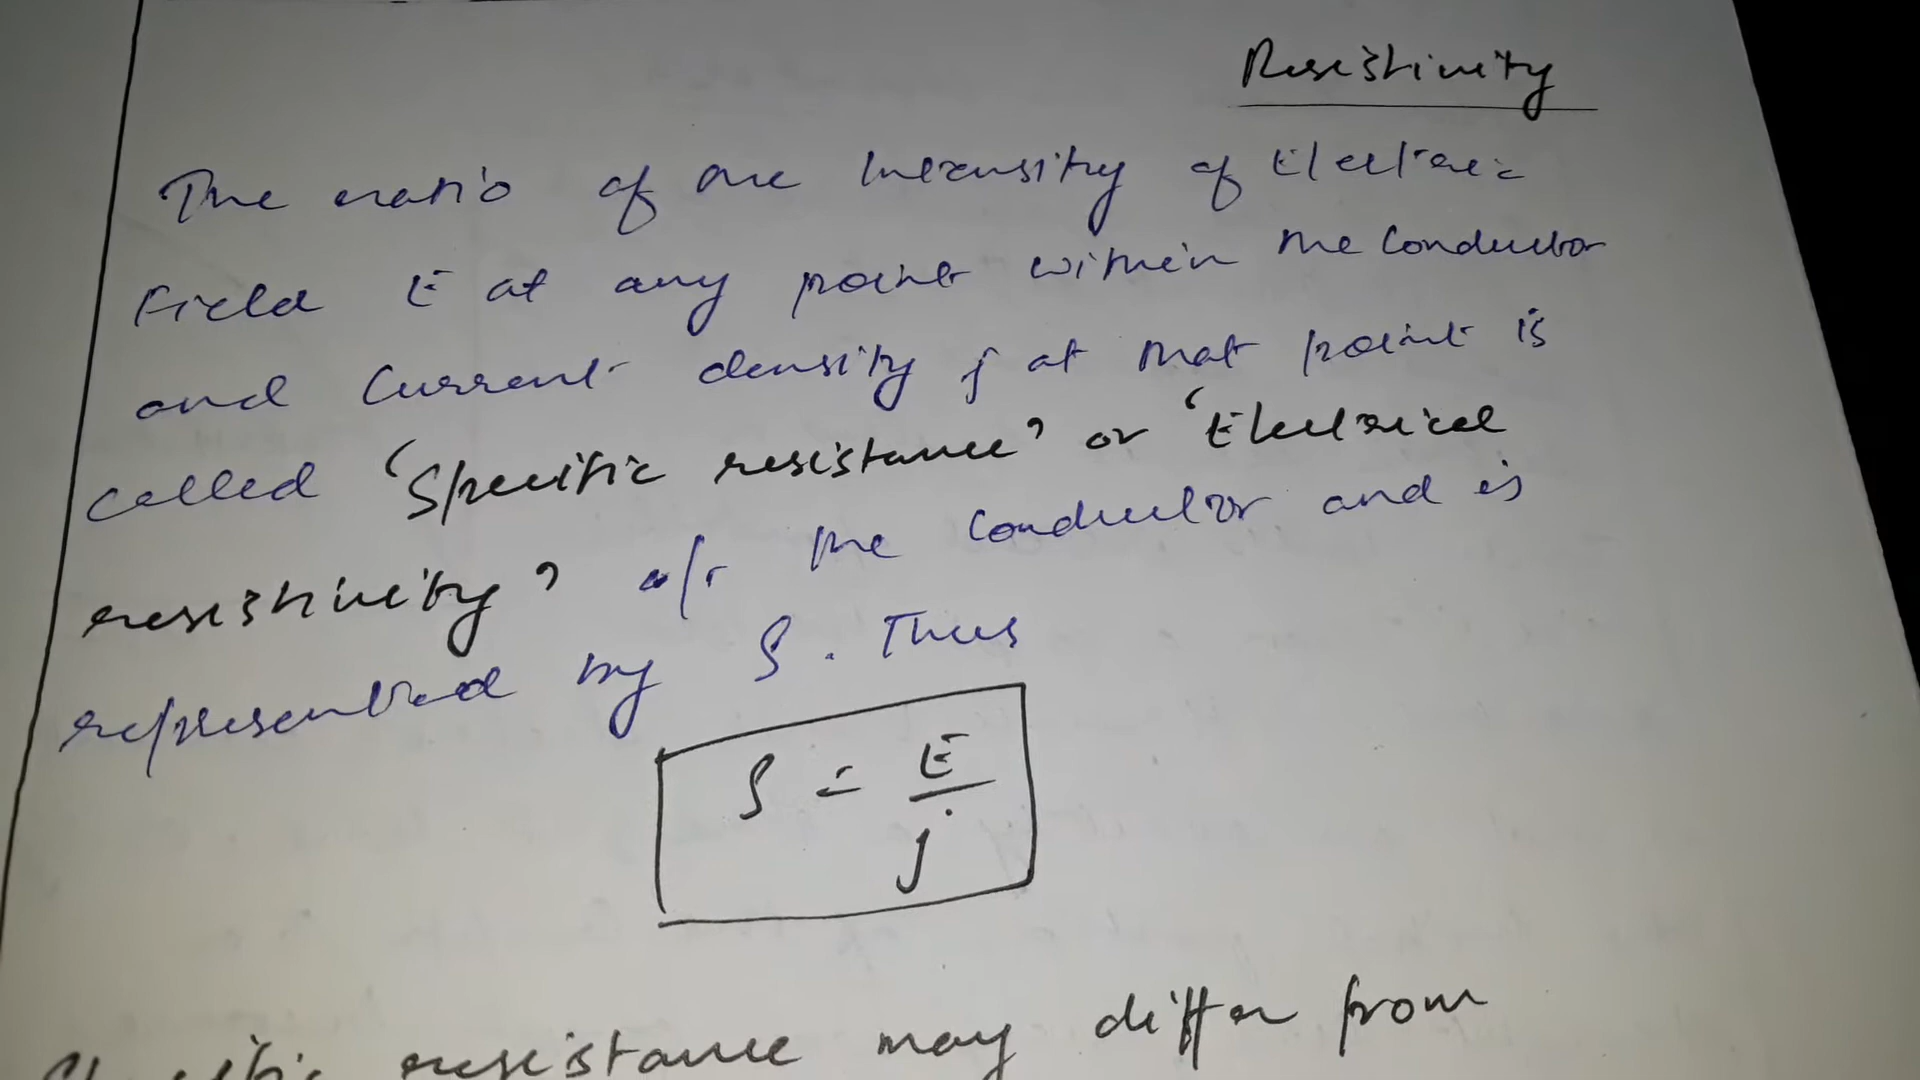 Resistivity
The ratio of the Intensity of Electric
Field E at any point within the Conductor
and Current density j at that point is
called 'Specific resistance' or 'Electrical
resistivity' of the Conductor and is
represented by ρ. Thus
ρ = E/j
Specific resistance may differ from